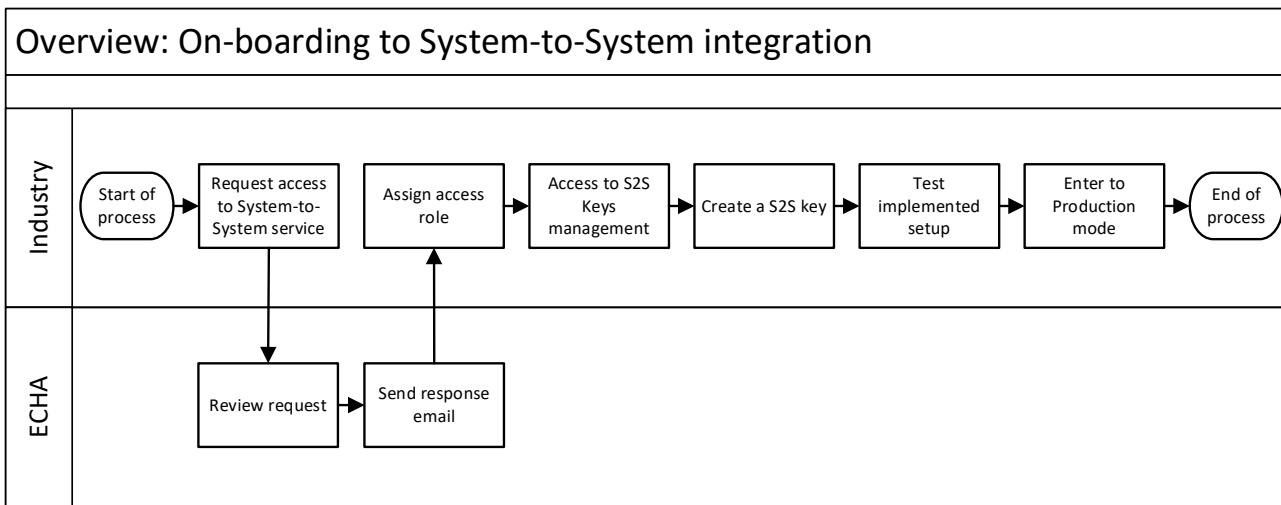 Overview: On-boarding to System-to-System integration
Industry
Start of
process
Request access
to System-to-
System service
Assign access
role
Access to S2S
Keys
management
Create a S2S key
Test
implemented
setup
Enter to
Production
mode
End of
process
ECHA
Review request
Send response
email